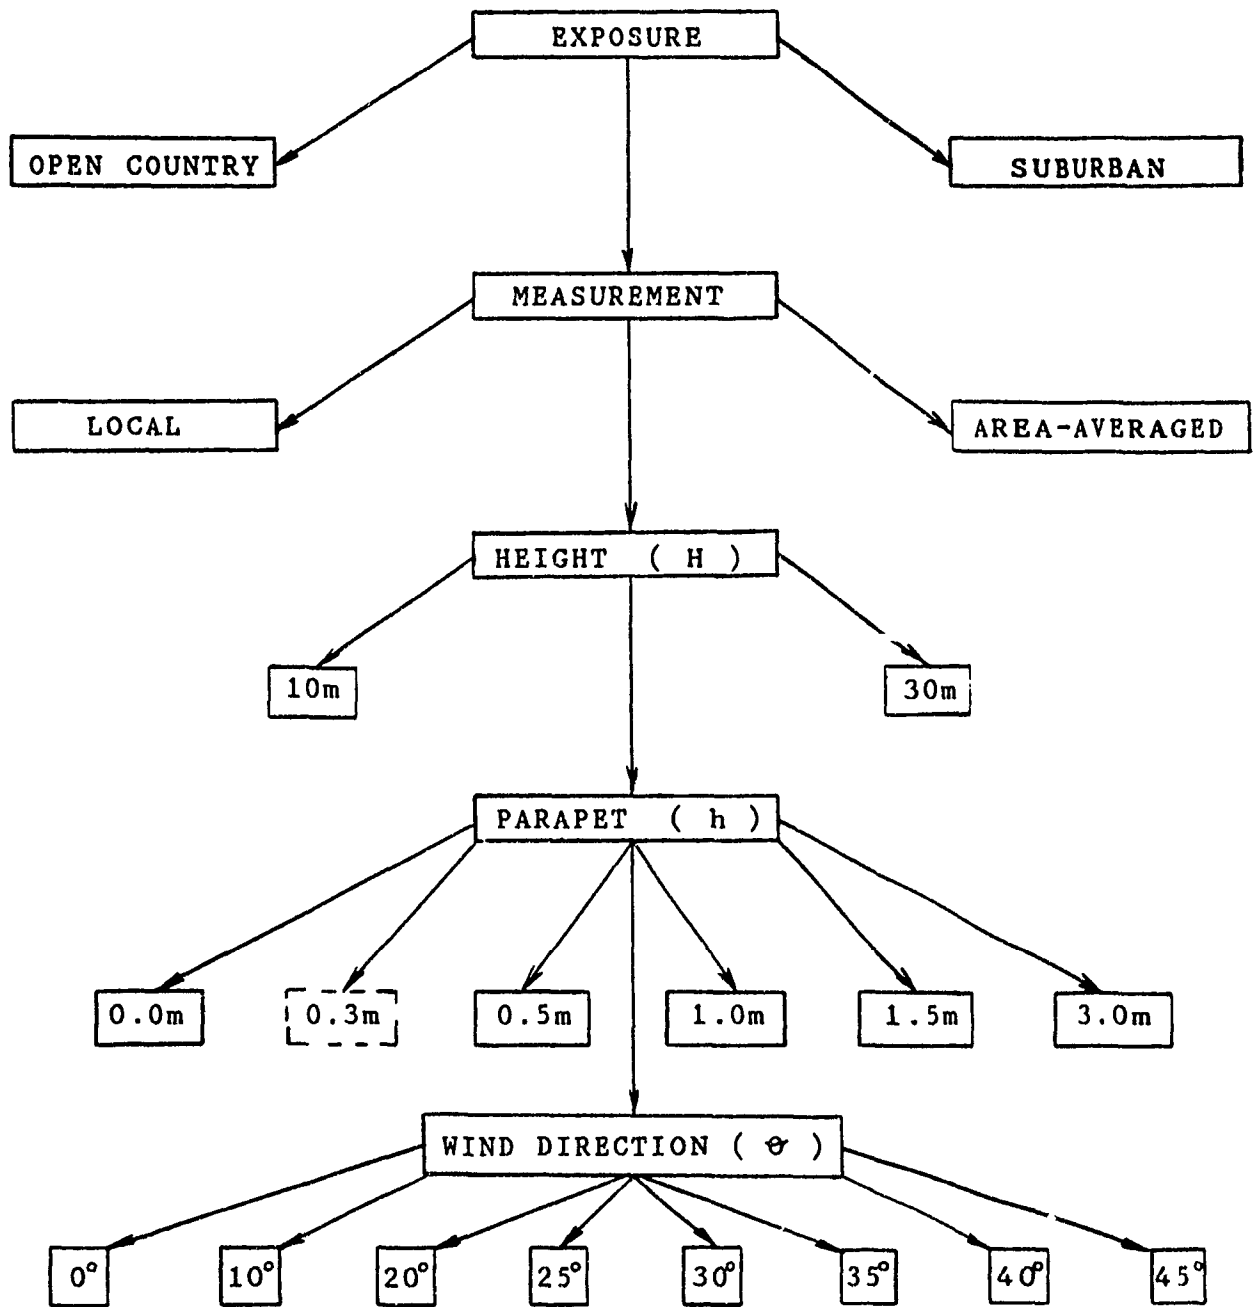 EXPOSURE
OPEN COUNTRY
SUBURBAN
MEASUREMENT
LOCAL
AREA-AVERAGED
HEIGHT ( H )
10m
30m
PARAPET ( h )
0.0m
0.3m
0.5m
1.0m
1.5m
3.0m
WIND DIRECTION ( θ )
0°
10°
20°
25°
30°
35°
40°
45°